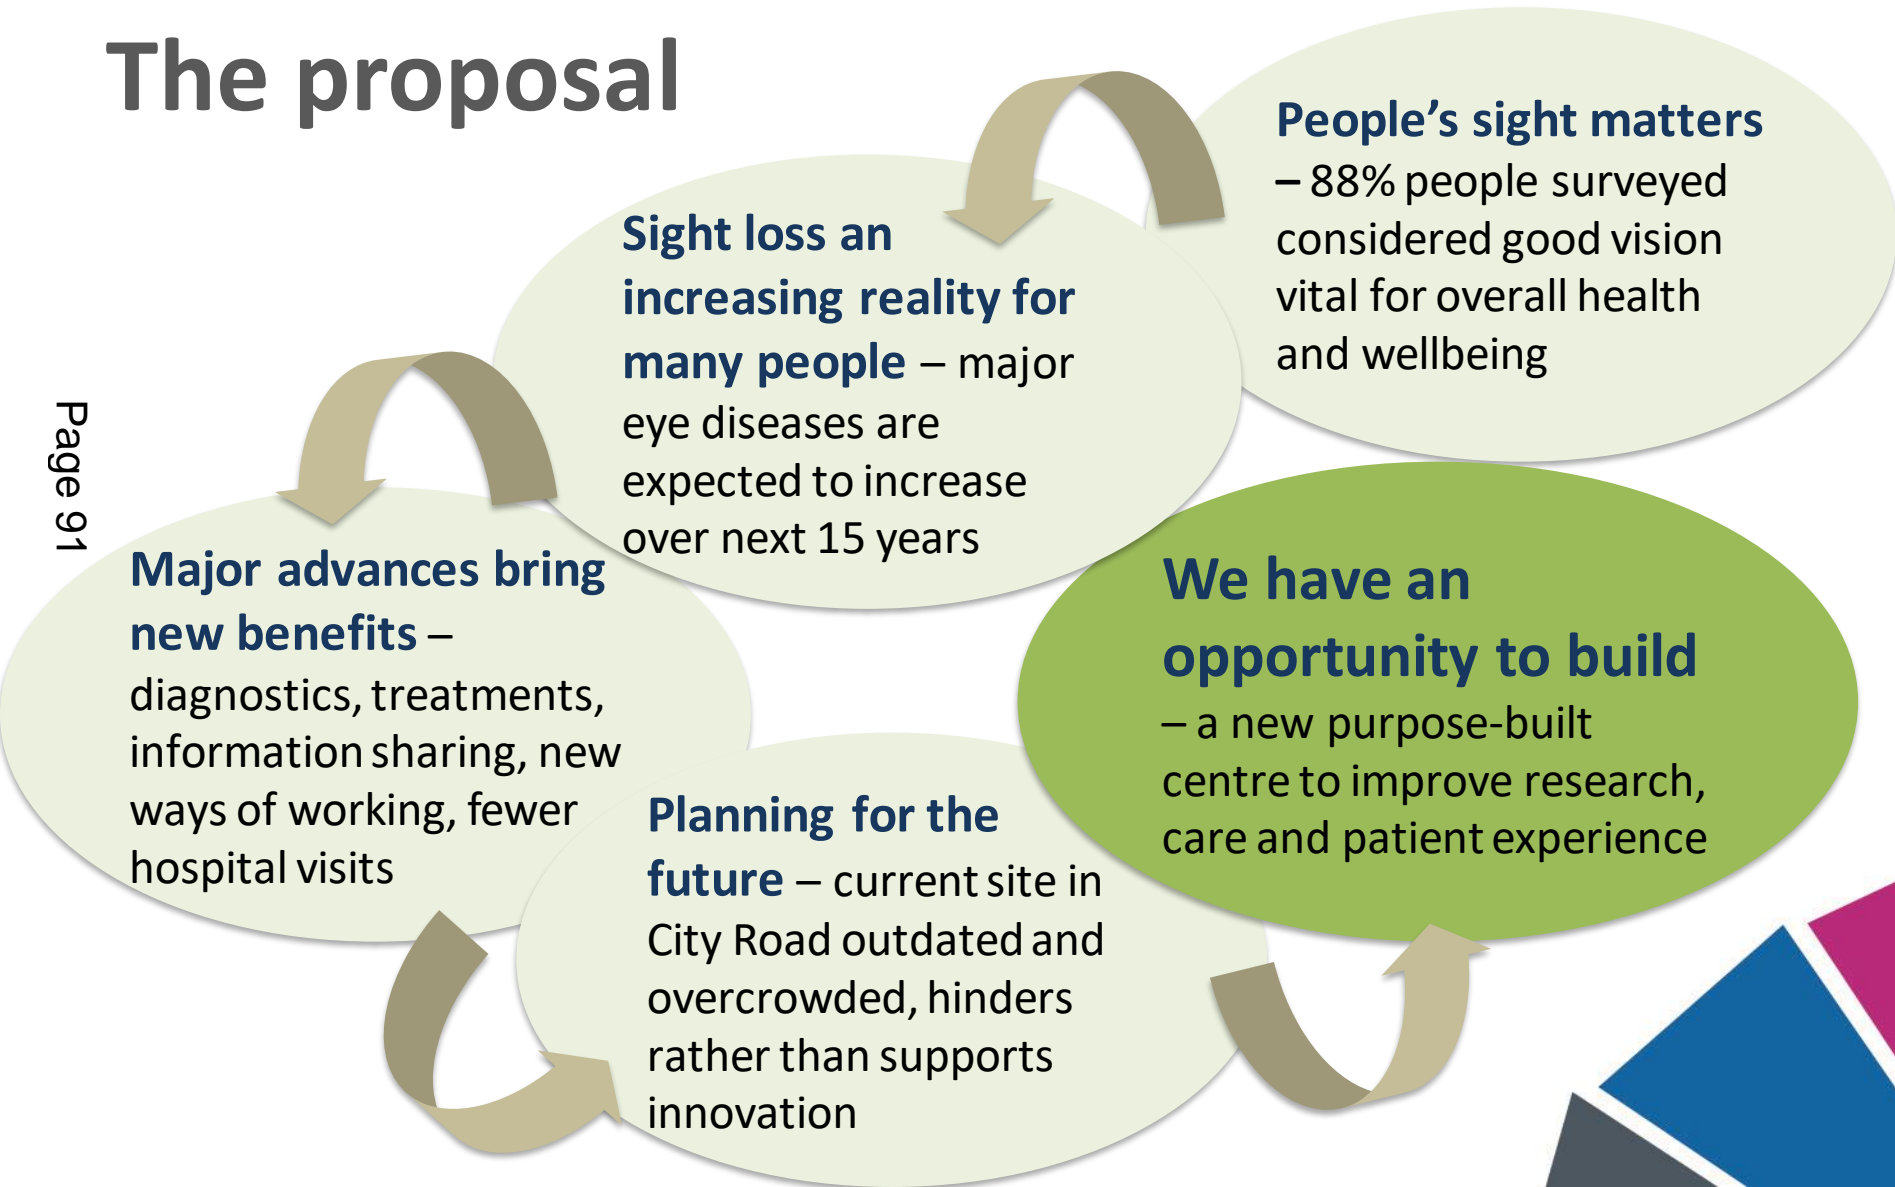 The proposal
People’s sight matters
– 88% people surveyed
considered good vision
vital for overall health
and wellbeing
Sight loss an
increasing reality for
many people – major
eye diseases are
expected to increase
over next 15 years
Major advances bring
new benefits –
diagnostics, treatments,
information sharing, new
ways of working, fewer
hospital visits
Planning for the
future – current site in
City Road outdated and
overcrowded, hinders
rather than supports
innovation
We have an
opportunity to build
– a new purpose-built
centre to improve research,
care and patient experience
Page 91